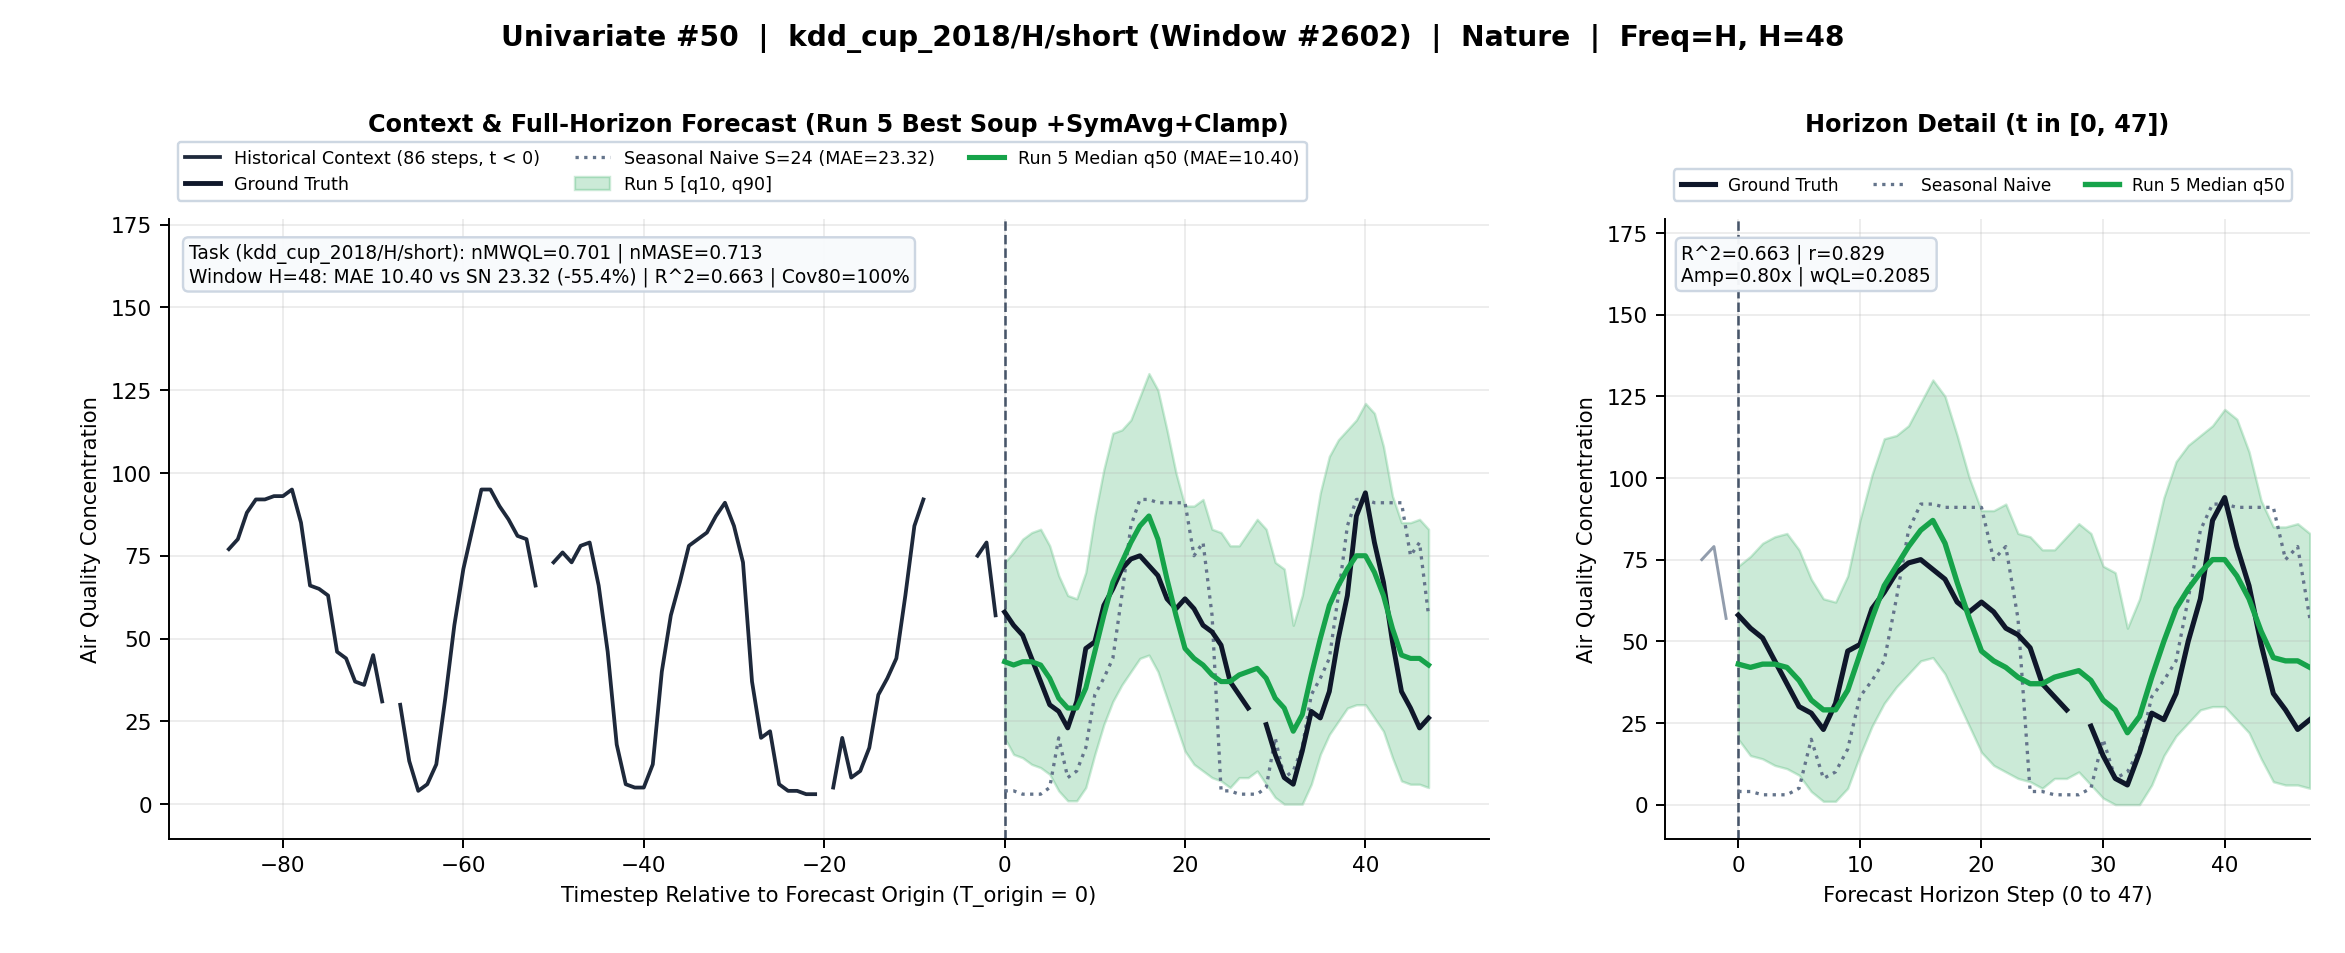 Univariate #50 | kdd_cup_2018/H/short (Window #2602) | Nature | Freq=H, H=48
Context & Full-Horizon Forecast (Run 5 Best Soup +SymAvg+Clamp)
Historical Context (86 steps, t < 0)
Ground Truth
Seasonal Naive S=24 (MAE=23.32)
Run 5 [q10, q90]
Run 5 Median q50 (MAE=10.40)
Task (kdd_cup_2018/H/short): nMWQL=0.701 | nMASE=0.713
Window H=48: MAE 10.40 vs SN 23.32 (-55.4%) | R^2=0.663 | Cov80=100%
175
150
125
100
75
50
25
0
Air Quality Concentration
−80
−60
−40
−20
0
20
40
Timestep Relative to Forecast Origin (T_origin = 0)
Horizon Detail (t in [0, 47])
Ground Truth
Seasonal Naive
Run 5 Median q50
R^2=0.663 | r=0.829
Amp=0.80x | wQL=0.2085
175
150
125
100
75
50
25
0
Air Quality Concentration
0
10
20
30
40
Forecast Horizon Step (0 to 47)